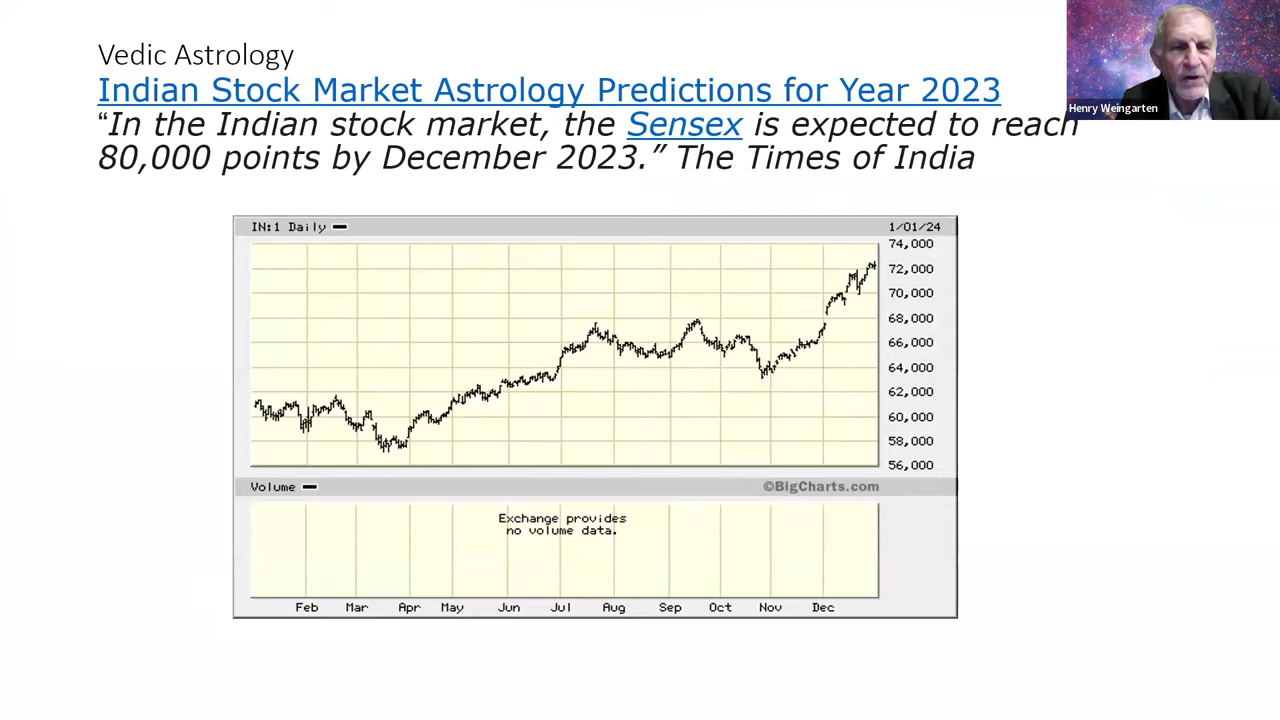 Vedic Astrology
Indian Stock Market Astrology Predictions for Year 2023
“In the Indian stock market, the Sensex is expected to reach
80,000 points by December 2023.” The Times of India
Henry Weingarten
IN:1 Daily
1/01/24
74,000
72,000
70,000
68,000
66,000
64,000
62,000
60,000
58,000
56,000
Volume
©BigCharts.com
Exchange provides
no volume data.
Feb Mar Apr May Jun Jul Aug Sep Oct Nov Dec